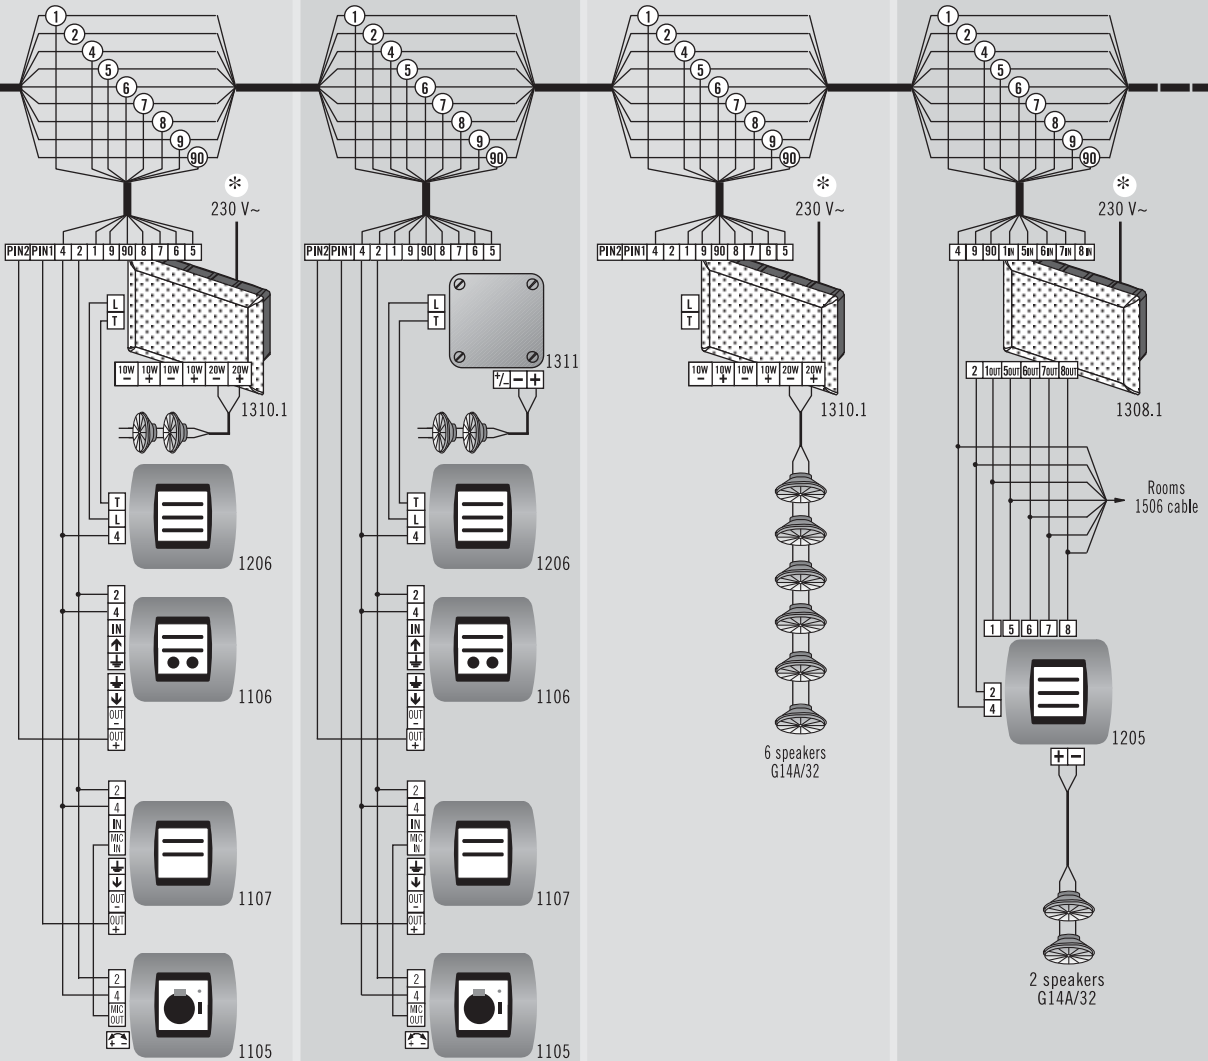 1 2 4 5 6 7 8 9 90
230 V~
PIN2 PIN1 4 2 1 9 90 8 7 6 5
L
T
10W - 10W + 10W - 10W + 20W - 20W +
1310.1
T
L
4
1206
2
4
IN
OUT -
OUT +
1106
2
4
IN
MIC IN
OUT -
OUT +
1107
2
4
MIC OUT
+ -
1105
1 2 4 5 6 7 8 9 90
PIN2 PIN1 4 2 1 9 90 8 7 6 5
L
T
1311
+/- - +
T
L
4
1206
2
4
IN
OUT -
OUT +
1106
2
4
IN
MIC IN
OUT -
OUT +
1107
2
4
MIC OUT
+ -
1105
1 2 4 5 6 7 8 9 90
230 V~
PIN2 PIN1 4 2 1 9 90 8 7 6 5
L
T
10W - 10W + 10W - 10W + 20W - 20W +
1310.1
6 speakers
G14A/32
1 2 4 5 6 7 8 9 90
230 V~
4 9 90 1IN 5IN 6IN 7IN 8IN
2 1OUT 5OUT 6OUT 7OUT 8OUT
1308.1
Rooms
1506 cable
1 5 6 7 8
2
4
1205
+ -
2 speakers
G14A/32